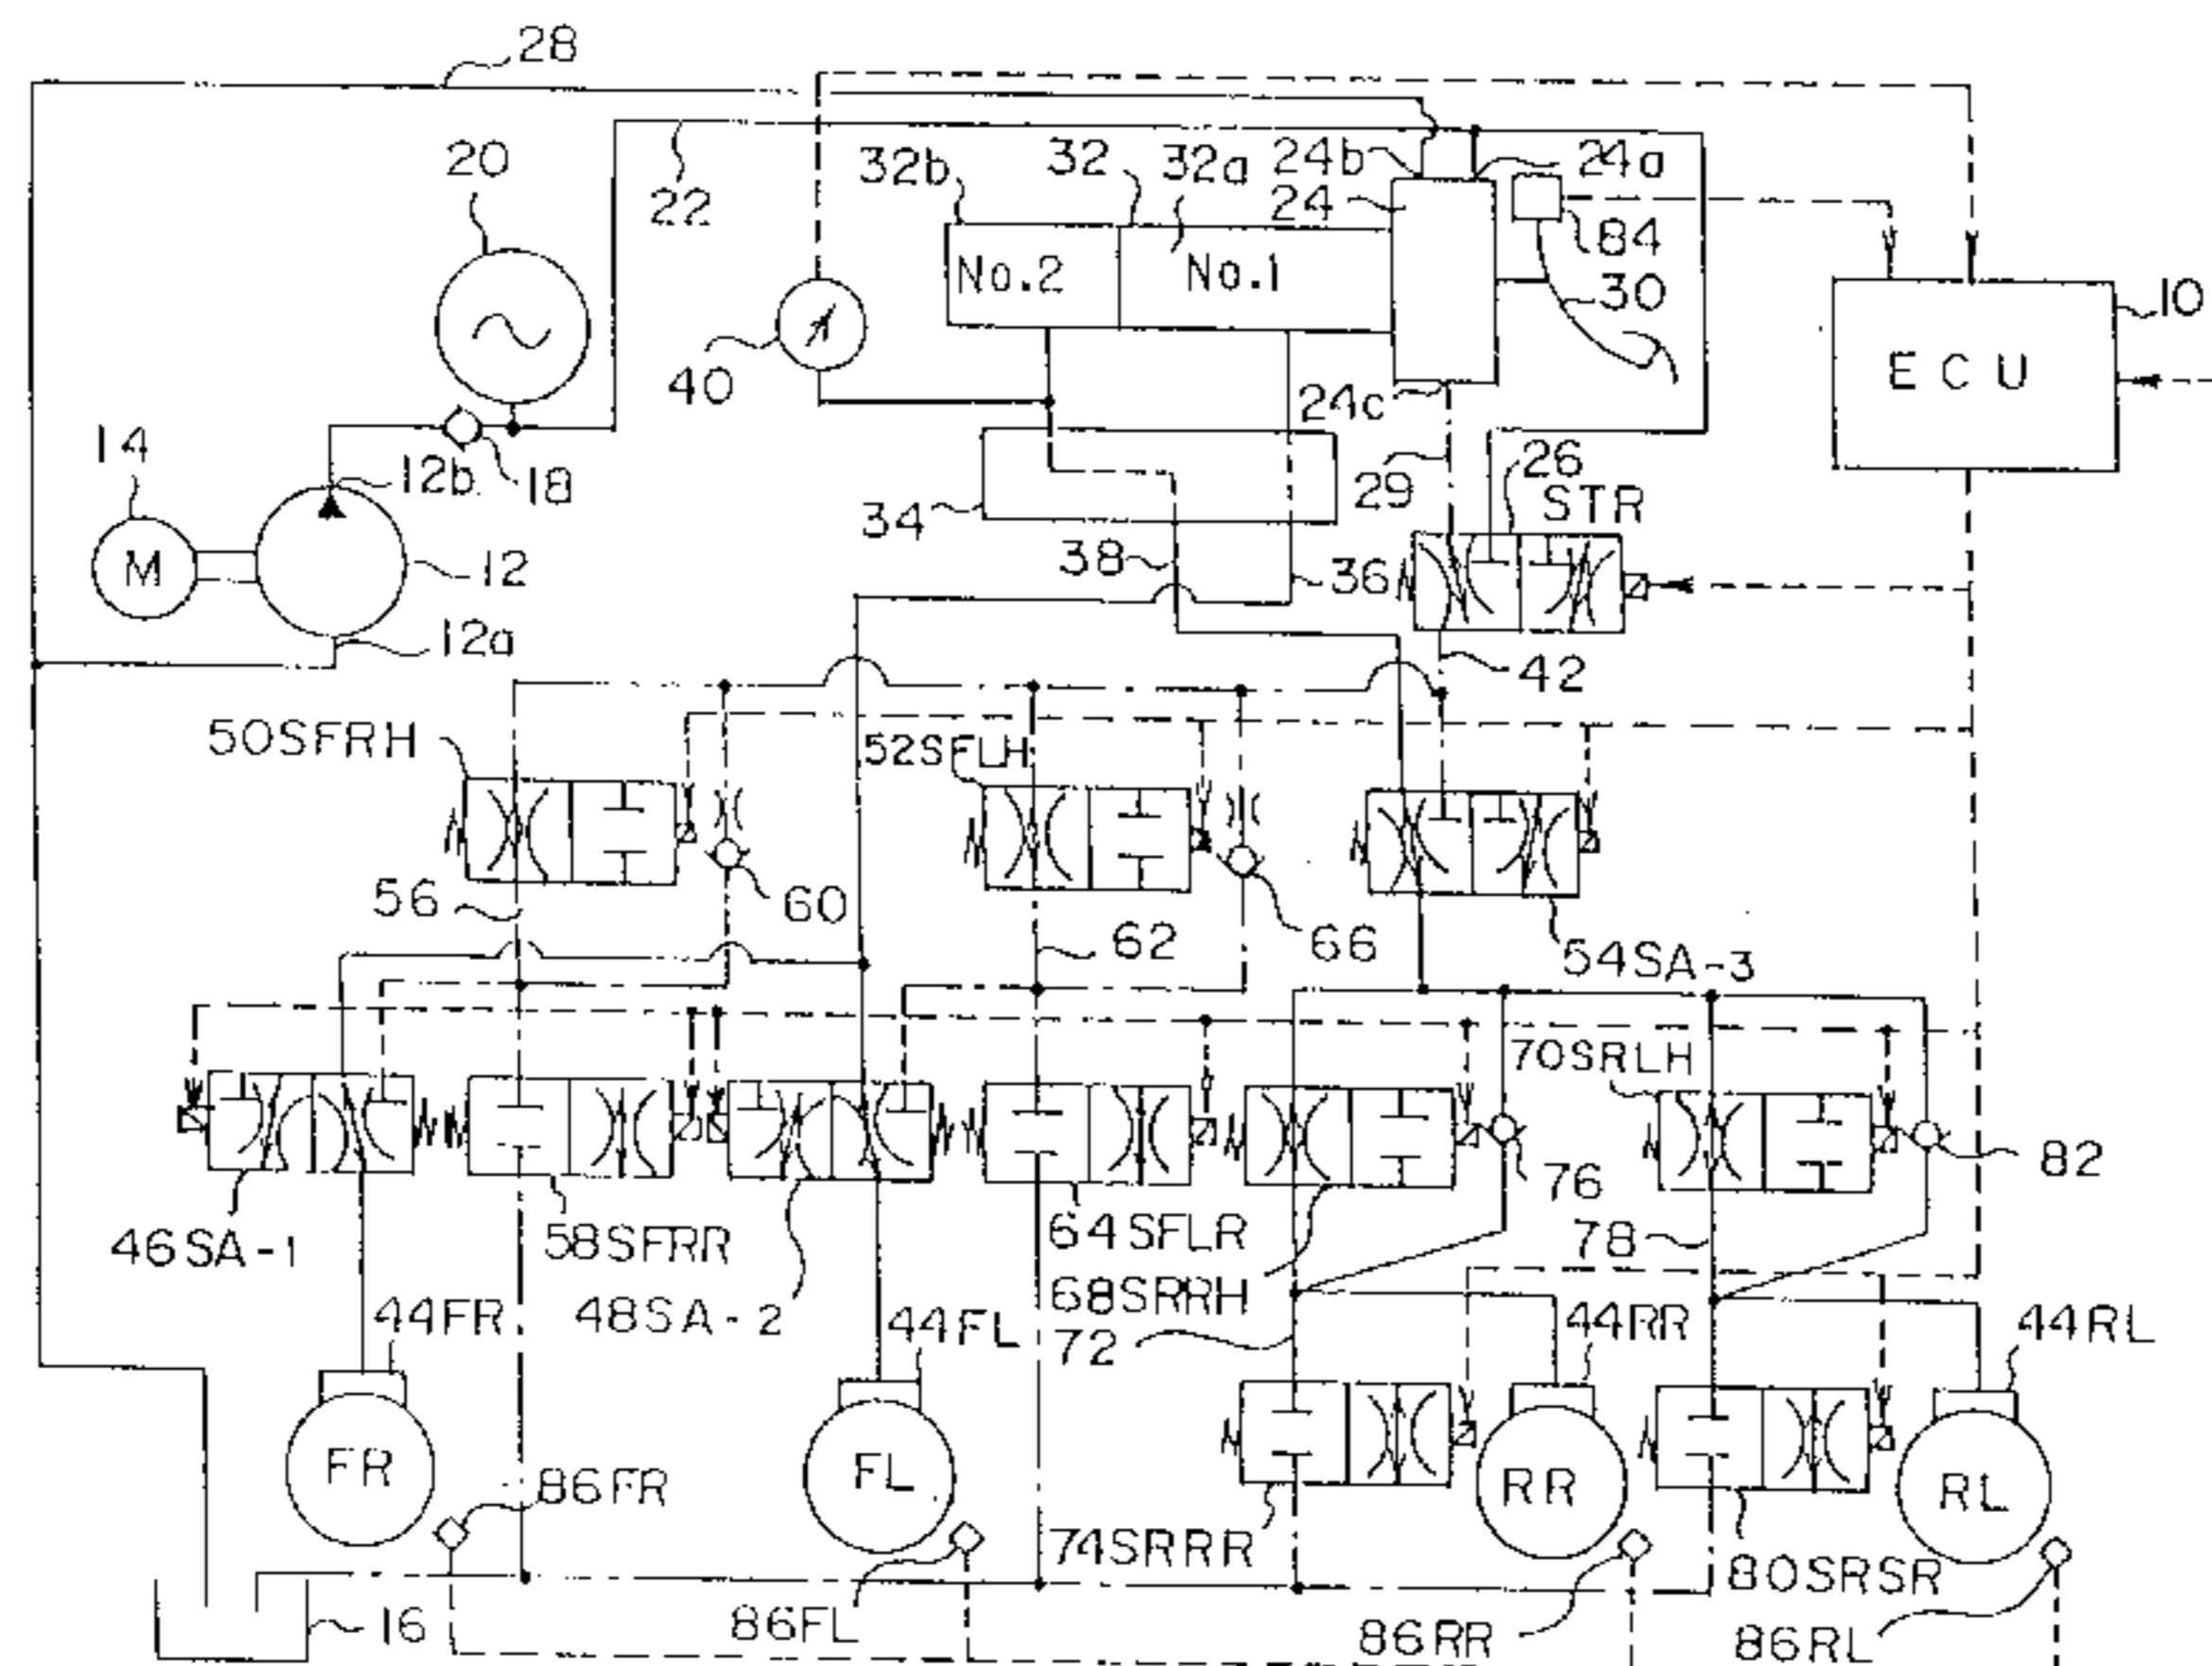 28
20
32b
32
32a
24b
24a
24
22
84
No.2
No.1
30
10
40
ECU
24c
14
12b
18
26
29
STR
34
M
12
38
36
12a
42
50SFRH
52SFLH
56
60
62
66
54SA-3
70SRLH
76
82
46SA-1
58SFRR
64SFLR
78
48SA-2
68SRRH
44FR
44FL
72
44RR
44RL
FR
FL
RR
RL
86FR
74SRRR
80SRSR
16
86FL
86RR
86RL